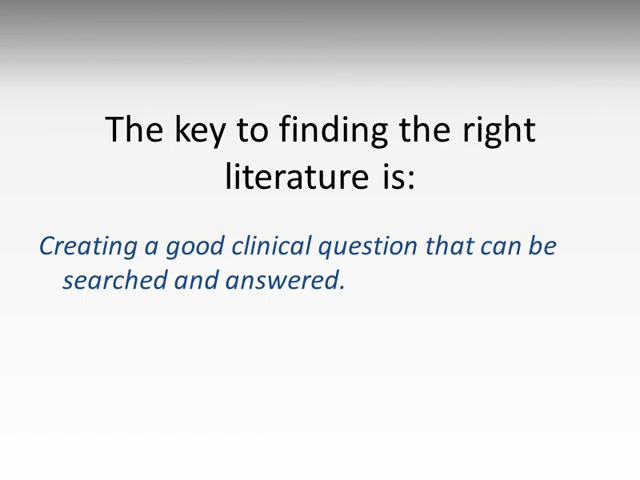 The key to finding the right
literature is:
Creating a good clinical question that can be
searched and answered.